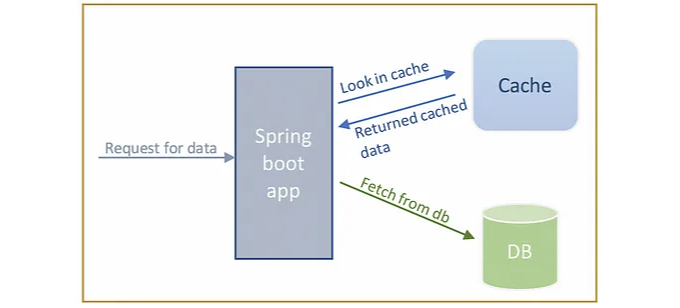 Request for data
Spring
boot
app
Look in cache
Returned cached
data
Fetch from db
Cache
DB